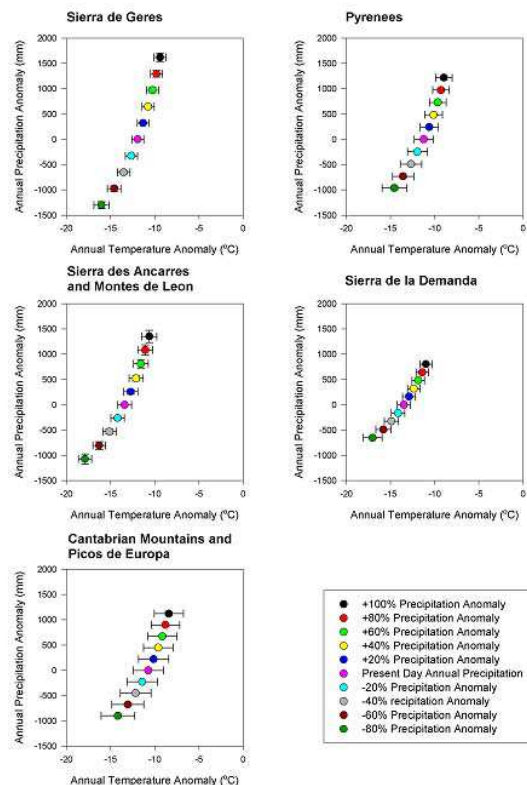 Sierra de Geres
Annual Precipitation Anomaly (mm)
2000
1500
1000
500
0
-500
-1000
-1500
-20
-15
-10
-5
0
Annual Temperature Anomaly (°C)
Pyrenees
Annual Precipitation Anomaly (mm)
2000
1500
1000
500
0
-500
-1000
-1500
-20
-15
-10
-5
0
Annual Temperature Anomaly (°C)
Sierra des Ancarres
and Montes de Leon
Annual Precipitation Anomaly (mm)
2000
1500
1000
500
0
-500
-1000
-1500
-20
-15
-10
-5
0
Annual Temperature Anomaly (°C)
Sierra de la Demanda
Annual Precipitation Anomaly (mm)
2000
1500
1000
500
0
-500
-1000
-1500
-20
-15
-10
-5
0
Annual Temperature Anomaly (°C)
Cantabrian Mountains and
Picos de Europa
Annual Precipitation Anomaly (mm)
2000
1500
1000
500
0
-500
-1000
-1500
-20
-15
-10
-5
0
Annual Temperature Anomaly (°C)
+100% Precipitation Anomaly
+80% Precipitation Anomaly
+60% Precipitation Anomaly
+40% Precipitation Anomaly
+20% Precipitation Anomaly
Present Day Annual Precipitation
-20% Precipitation Anomaly
-40% recipitation Anomaly
-60% Precipitation Anomaly
-80% Precipitation Anomaly